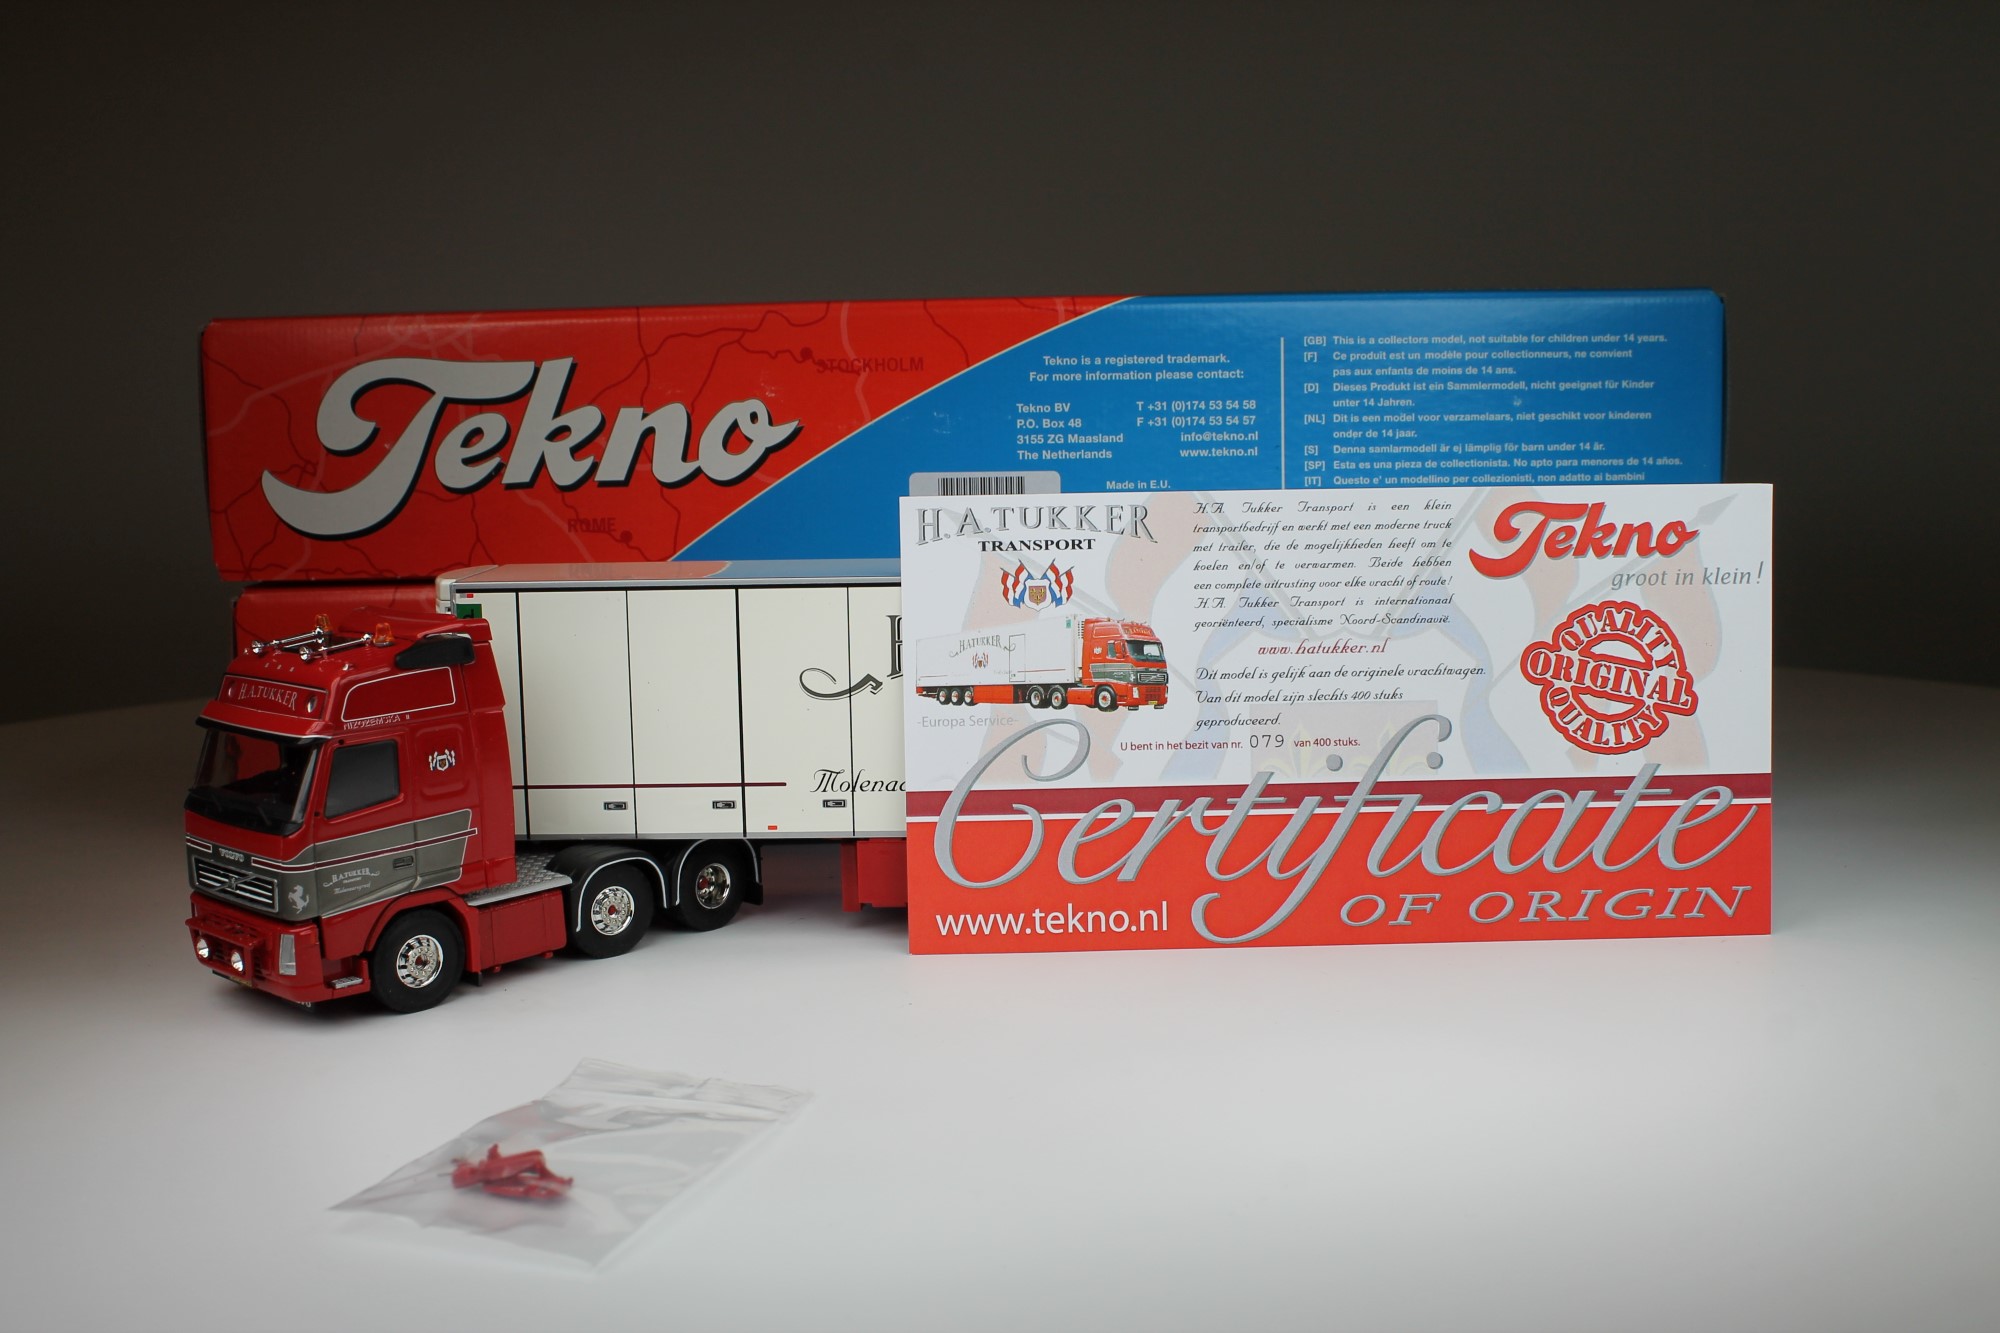 Tekno
STOCKHOLM
ROME
Tekno is a registered trademark.
For more information please contact:
Tekno BV
P.O. Box 48
3155 ZG Maasland
The Netherlands
T +31 (0)174 53 54 58
F +31 (0)174 53 54 57
info@tekno.nl
www.tekno.nl
Made in E.U.
[GB] This is a collectors model, not suitable for children under 14 years.
[F] Ce produit est un modèle pour collectionneurs, ne convient
pas aux enfants de moins de 14 ans.
[D] Dieses Produkt ist ein Sammlermodell, nicht geeignet für Kinder
unter 14 Jahren.
[NL] Dit is een model voor verzamelaars, niet geschikt voor kinderen
onder de 14 jaar.
[S] Denna samlarmodell är ej lämplig för barn under 14 år.
[SP] Esta es una pieza de collectionista. No apto para menores de 14 años.
[IT] Questo e' un modellino per collezionisti, non adatto ai bambini
H.A.TUKKER
TRANSPORT
H.A.TUKKER
-Europa Service-
H.A. Tukker Transport is een klein
transportbedrijf en werkt met een moderne truck
met trailer, die de mogelijkheden heeft om te
koelen en/of te verwarmen. Beide hebben
een complete uitrusting voor elke vracht of route!
H.A. Tukker Transport is internationaal
georiënteerd, specialisme Noord-Scandinavië.
www.hatukker.nl
Dit model is gelijk aan de originele vrachtwagen.
Van dit model zijn slechts 400 stuks
geproduceerd.
U bent in het bezit van nr. 079 van 400 stuks.
Tekno
groot in klein!
QUALITY
ORIGINAL
QUALITY
Certificate
OF ORIGIN
www.tekno.nl
H.A.TUKKER
VOLVO
H.A.TUKKER
H
Molenaa